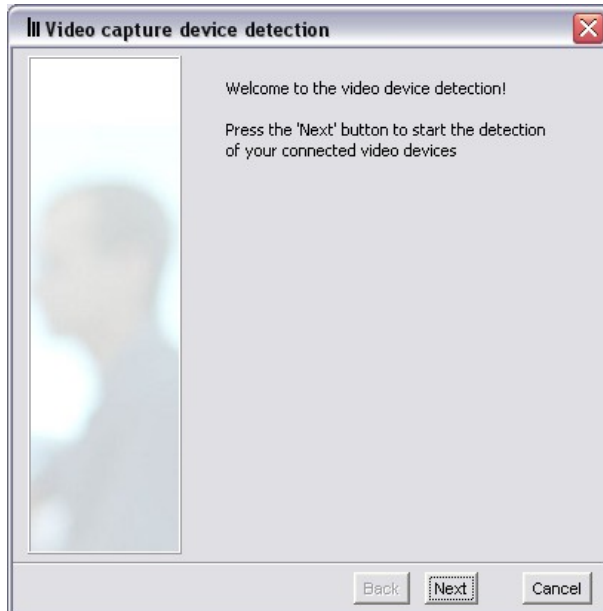 Video capture device detection
Welcome to the video device detection!
Press the 'Next' button to start the detection
of your connected video devices
Back Next Cancel